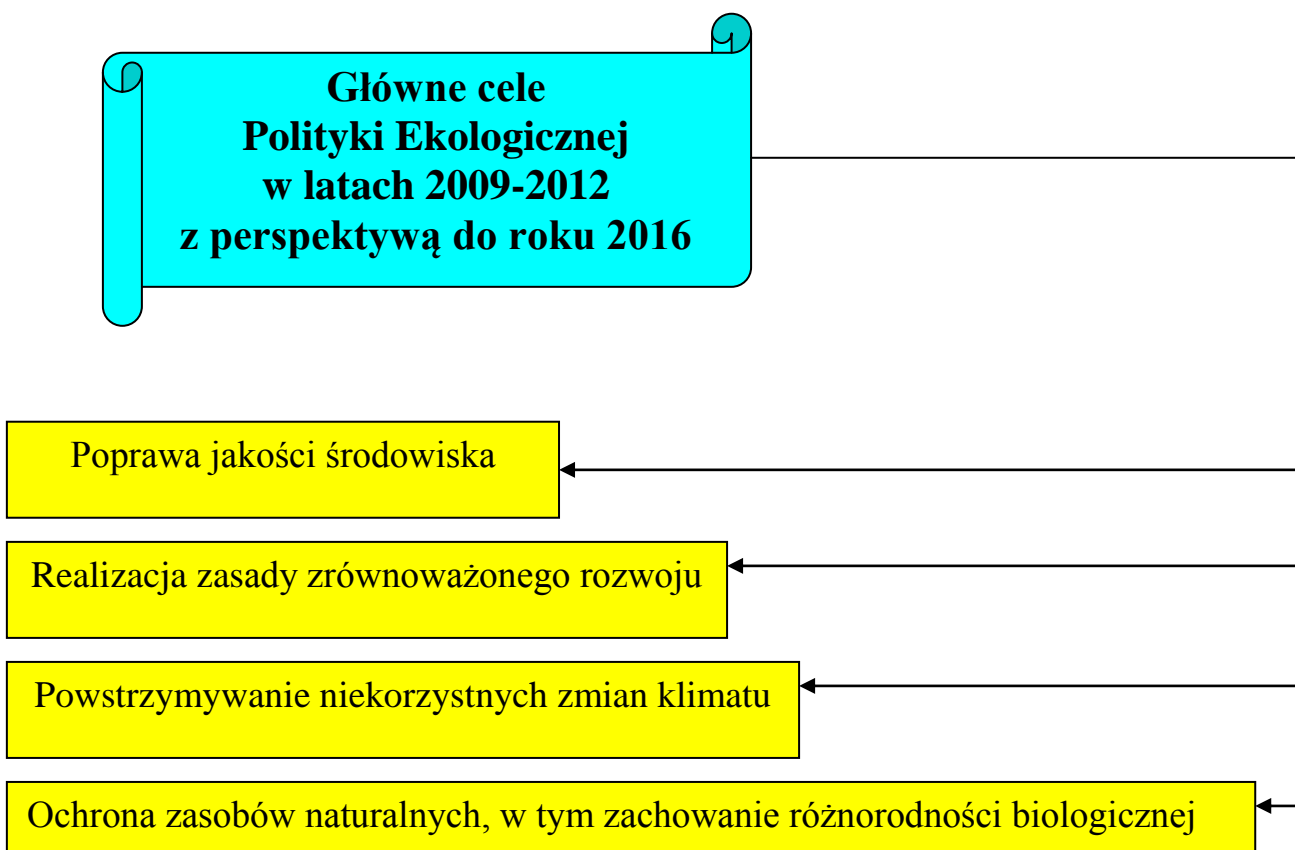 Główne cele
Polityki Ekologicznej
w latach 2009-2012
z perspektywą do roku 2016
Poprawa jakości środowiska
Realizacja zasady zrównoważonego rozwoju
Powstrzymywanie niekorzystnych zmian klimatu
Ochrona zasobów naturalnych, w tym zachowanie różnorodności biologicznej